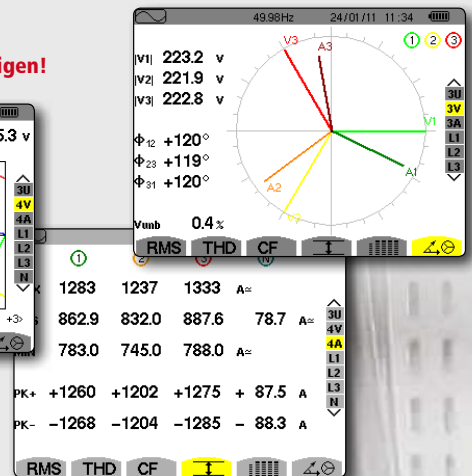 igen!
49.98Hz 24/01/11 11:34
|V1| 223.2 v
|V2| 221.9 v
|V3| 222.8 v
Φ12 +120°
Φ23 +119°
Φ31 +120°
Vunb 0.4%
V3 A3
V1
A1
A2
V2
1 2 3
3U
3V
3A
L1
L2
L3
RMS THD CF
5.3 v
3U
4V
4A
L1
L2
L3
N
+3>
1 2 3 N
1283 1237 1333 A≃
862.9 832.0 887.6 78.7 A≃
783.0 745.0 788.0 A≃
PK+ +1260 +1202 +1275 + 87.5 A
PK- -1268 -1204 -1285 - 88.3 A
3U
4V
4A
L1
L2
L3
N
RMS THD CF